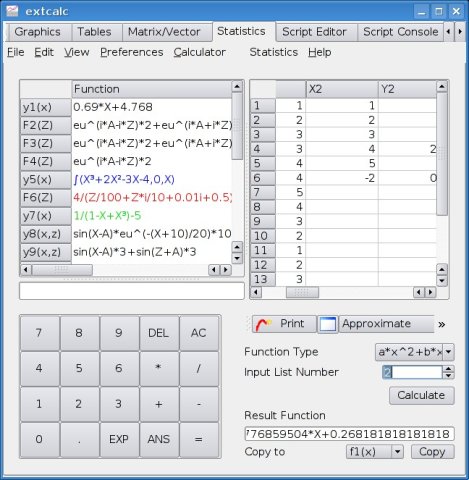 extcalc
Graphics Tables Matrix/Vector Statistics Script Editor Script Console
File Edit View Preferences Calculator Statistics Help
Function
y1(x) 0.69*X+4.768
F2(Z) eu^(i*A-i*Z)*2+eu^(i*A+i*Z)
F3(Z) eu^(i*A-i*Z)*2+eu^(i*A+i*Z)
F4(Z) eu^(i*A-i*Z)*2
y5(x) ∫(X³+2X²-3X-4,0,X)
F6(Z) 4/(Z/100+Z*i/10+0.01i+0.5)
y7(x) 1/(1-X+X³)-5
y8(x,z) sin(X-A)*eu^(-(X+10)/20)*10
y9(x,z) sin(X-A)*3+sin(Z+A)*3
X2 Y2
1 1 1
2 2 2
3 3 3
4 3 4 2
5 4 5
6 4 -2 0
7 5
8 4
9 3
10 2
11 1
12 2
13 3
7 8 9 DEL AC
4 5 6 * /
1 2 3 + -
0 . EXP ANS =
Print Approximate »
Function Type a*x^2+b*x
Input List Number 2
Calculate
Result Function
776859504*X+0.268181818181818
Copy to f1(x) Copy